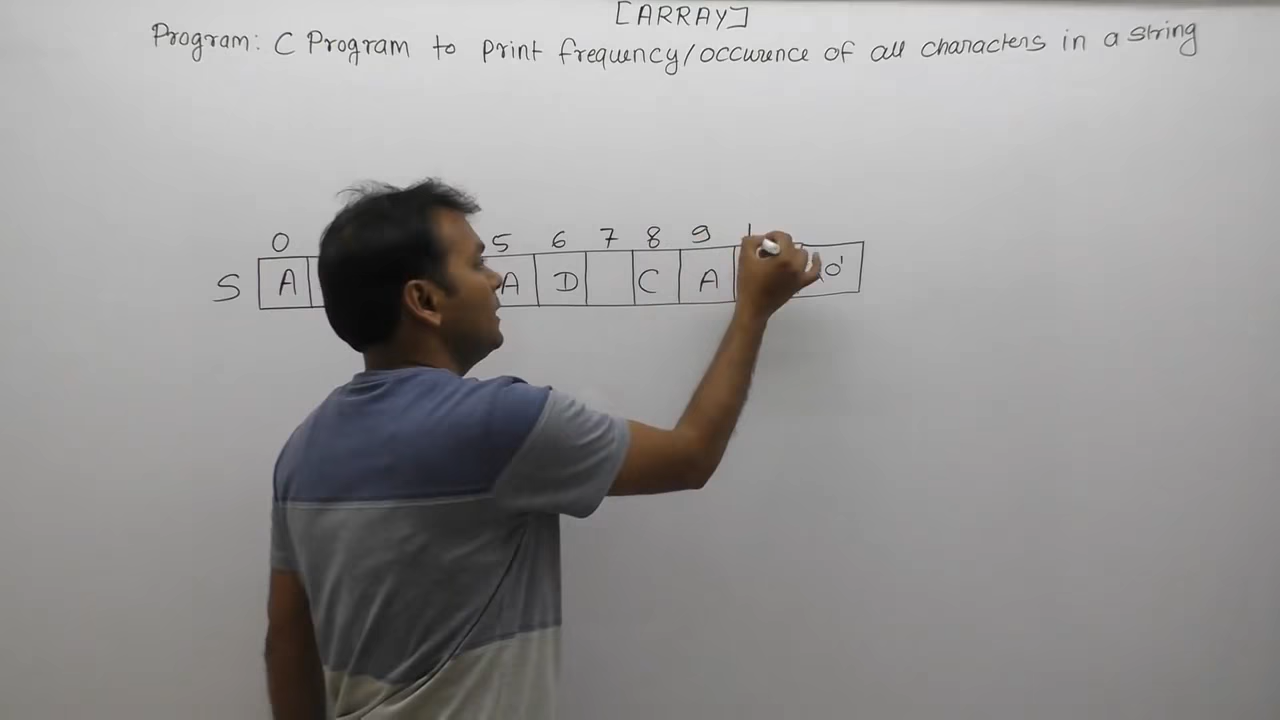 [ARRAY]
Program: C Program to print frequency/occurence of all characters in a string
0 5 6 7 8 9
S A A D C A 0'